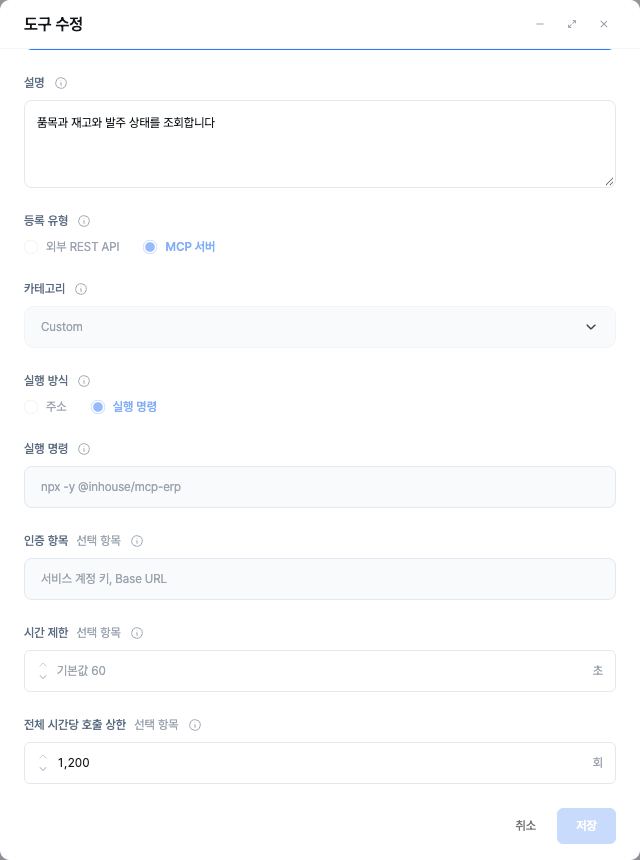 도구 수정
설명
품목과 재고와 발주 상태를 조회합니다
등록 유형
외부 REST API
MCP 서버
카테고리
Custom
실행 방식
주소
실행 명령
실행 명령
npx -y @inhouse/mcp-erp
인증 항목 선택 항목
서비스 계정 키, Base URL
시간 제한 선택 항목
기본값 60 초
전체 시간당 호출 상한 선택 항목
1,200 회
취소
저장